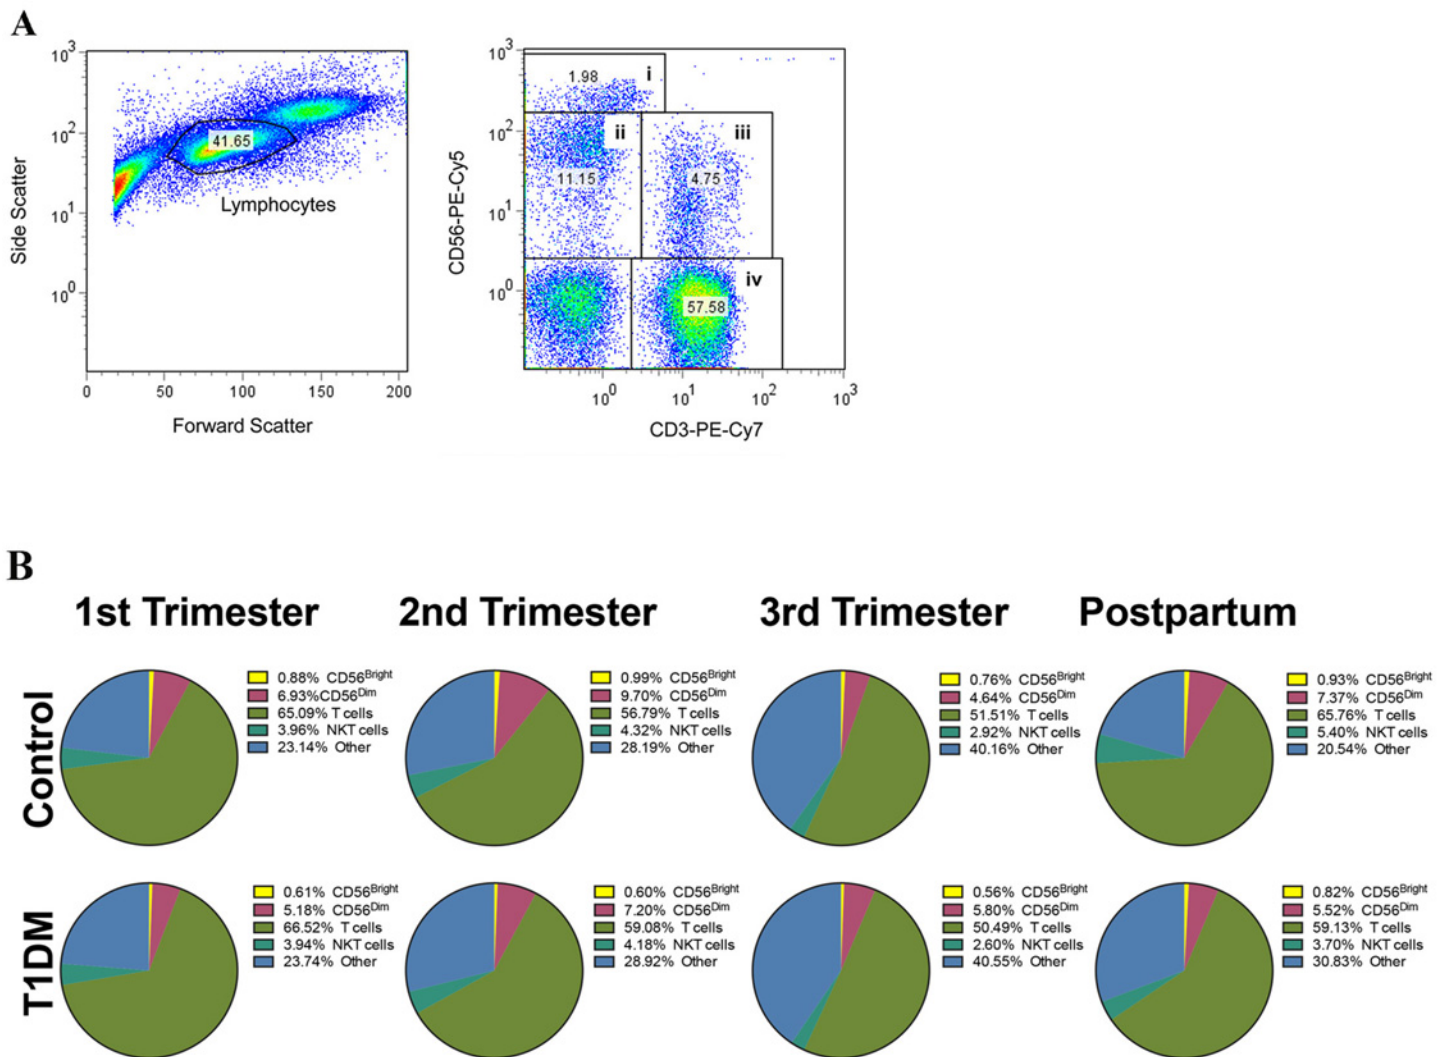 A
10³
10²
10¹
10⁰
Side Scatter
41.65
Lymphocytes
0 50 100 150 200
Forward Scatter
10³
10²
10¹
10⁰
CD56-PE-Cy5
1.98 i
ii iii
11.15 4.75
iv
57.58
10⁰ 10¹ 10² 10³
CD3-PE-Cy7
B
1st Trimester 2nd Trimester 3rd Trimester Postpartum
Control
0.88% CD56Bright
6.93%CD56Dim
65.09% T cells
3.96% NKT cells
23.14% Other
0.99% CD56Bright
9.70% CD56Dim
56.79% T cells
4.32% NKT cells
28.19% Other
0.76% CD56Bright
4.64% CD56Dim
51.51% T cells
2.92% NKT cells
40.16% Other
0.93% CD56Bright
7.37% CD56Dim
65.76% T cells
5.40% NKT cells
20.54% Other
T1DM
0.61% CD56Bright
5.18% CD56Dim
66.52% T cells
3.94% NKT cells
23.74% Other
0.60% CD56Bright
7.20% CD56Dim
59.08% T cells
4.18% NKT cells
28.92% Other
0.56% CD56Bright
5.80% CD56Dim
50.49% T cells
2.60% NKT cells
40.55% Other
0.82% CD56Bright
5.52% CD56Dim
59.13% T cells
3.70% NKT cells
30.83% Other